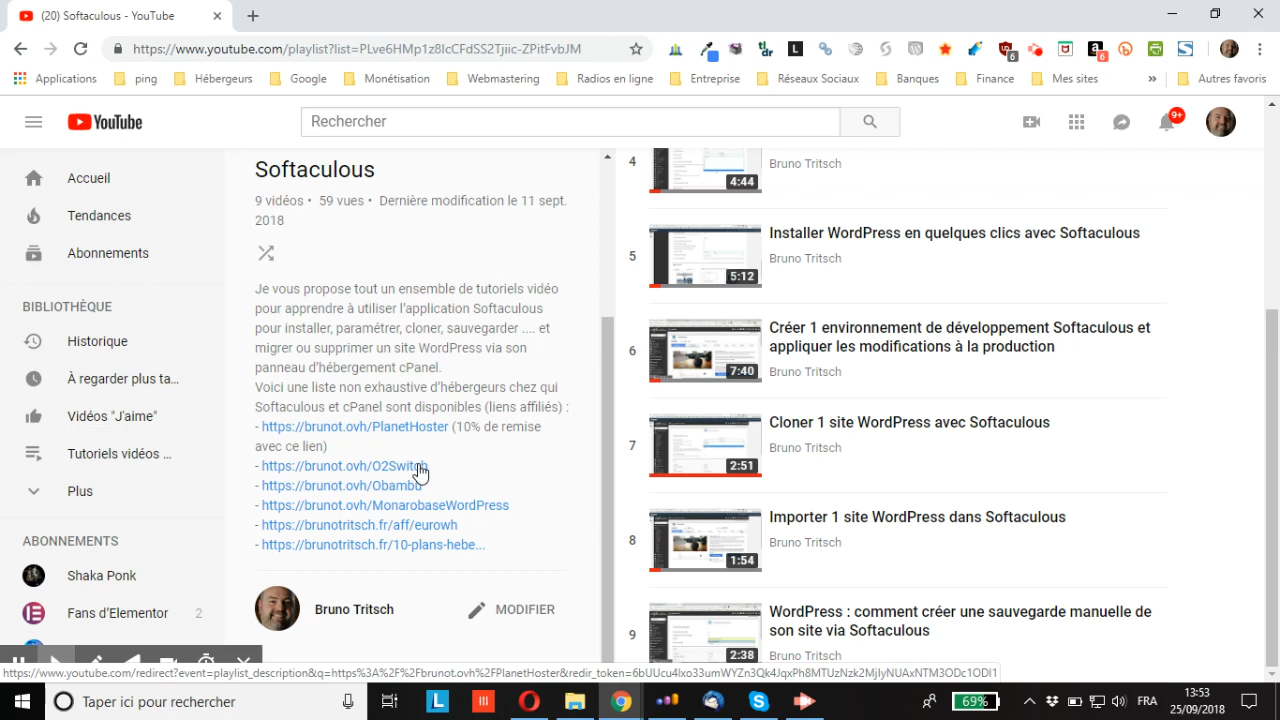 (20) Softaculous - YouTube
https://www.youtube.com/playlist?list=PLve6HMp1z8IcCFdSS2Tjiic-ZPitFvbJM
Applications
ping
Hébergeurs
Google
Monétisation
Webmastering
Radios en ligne
Entreprise
Réseaux Sociaux
Banques
Finance
Mes sites
Autres favoris
YouTube
Rechercher
9+
Accueil
Tendances
Abonnements
BIBLIOTHÈQUE
Historique
À regarder plus ta...
Vidéos "J'aime"
Tutoriels vidéos ...
Plus
ABONNEMENTS
Shaka Ponk
Fans d'Elementor 2
Softaculous
9 vidéos • 59 vues • Dernière modification le 11 sept.
2018
Je vous propose tout un ensemble de tutoriels vidéo
pour apprendre à utiliser l'application Softaculous
pour installer, paramétrer, cloner, sauvegarder .... et
migrer ou supprimer un site WordPress via son
panneau d'hébergement cPanel.
Voici une liste non exhaustive d'hébergeurs chez qui
Softaculous et cPanel sont disponibles (liens affiliés) :
- https://brunot.ovh/PlanetHoster (10% de remise
avec ce lien)
- https://brunot.ovh/O2Switch
- https://brunot.ovh/Obambu
- https://brunot.ovh/MonarobaseWordPress
- https://brunotritsch.fr/aff/eurowh
- https://brunotritsch.fr/10-plans-hebe...
Bruno Tritsch
MODIFIER
4
4:44
Bruno Tritsch
5
5:12
Installer WordPress en quelques clics avec Softaculous
Bruno Tritsch
6
7:40
Créer 1 environnement de développement Softaculous et
appliquer les modifications à la production
Bruno Tritsch
7
2:51
Cloner 1 site WordPress avec Softaculous
Bruno Tritsch
8
1:54
Importer 1 site WordPress dans Softaculous
Bruno Tritsch
9
2:38
WordPress : comment créer une sauvegarde manuelle de
son site via Softaculous
Bruno Tritsch
Taper ici pour rechercher
69%
FRA
13:53
25/09/2018